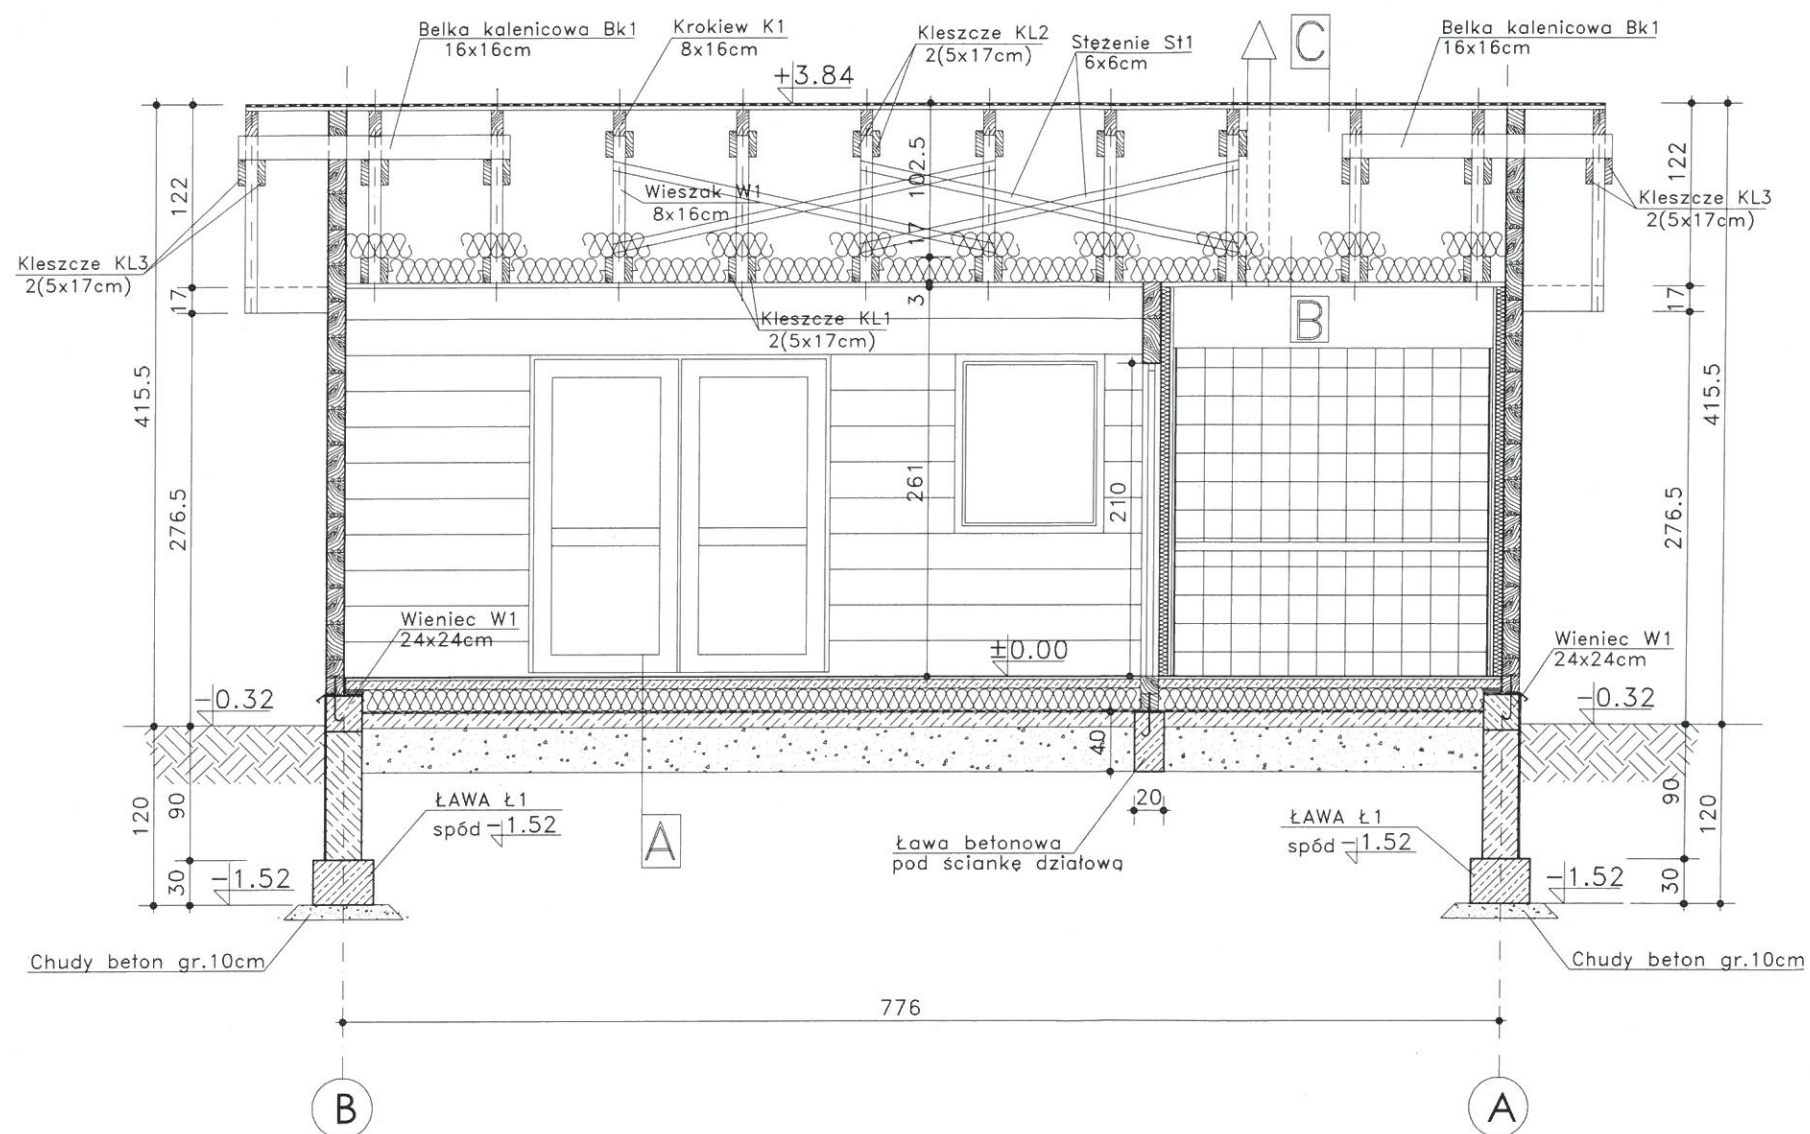 Belka kalenicowa Bk1
16x16cm
Krokiew K1
8x16cm
Kleszcze KL2
2(5x17cm)
Stężenie St1
6x6cm
C
Belka kalenicowa Bk1
16x16cm
+3.84
122
102.5
122
Wieszak W1
8x16cm
Kleszcze KL3
2(5x17cm)
17
Kleszcze KL3
2(5x17cm)
17
3
17
B
Kleszcze KL1
2(5x17cm)
415.5
276.5
261
210
276.5
415.5
Wieniec W1
24x24cm
±0.00
Wieniec W1
24x24cm
-0.32
-0.32
40
120
90
ŁAWA Ł1
spód -1.52
A
20
Ława betonowa
pod ściankę działową
ŁAWA Ł1
spód -1.52
90
120
30
-1.52
-1.52
30
Chudy beton gr.10cm
Chudy beton gr.10cm
776
B
A